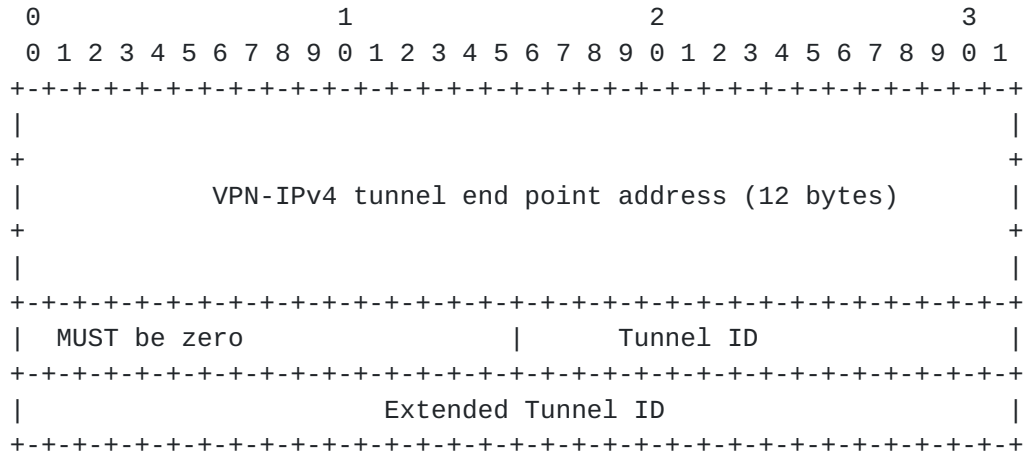 0                   1                   2                   3
 0 1 2 3 4 5 6 7 8 9 0 1 2 3 4 5 6 7 8 9 0 1 2 3 4 5 6 7 8 9 0 1
+-+-+-+-+-+-+-+-+-+-+-+-+-+-+-+-+-+-+-+-+-+-+-+-+-+-+-+-+-+-+-+-+
|                                                               |
+                                                               +
|            VPN-IPv4 tunnel end point address (12 bytes)       |
+                                                               +
|                                                               |
+-+-+-+-+-+-+-+-+-+-+-+-+-+-+-+-+-+-+-+-+-+-+-+-+-+-+-+-+-+-+-+-+
|  MUST be zero                 |      Tunnel ID                |
+-+-+-+-+-+-+-+-+-+-+-+-+-+-+-+-+-+-+-+-+-+-+-+-+-+-+-+-+-+-+-+-+
|                       Extended Tunnel ID                      |
+-+-+-+-+-+-+-+-+-+-+-+-+-+-+-+-+-+-+-+-+-+-+-+-+-+-+-+-+-+-+-+-+